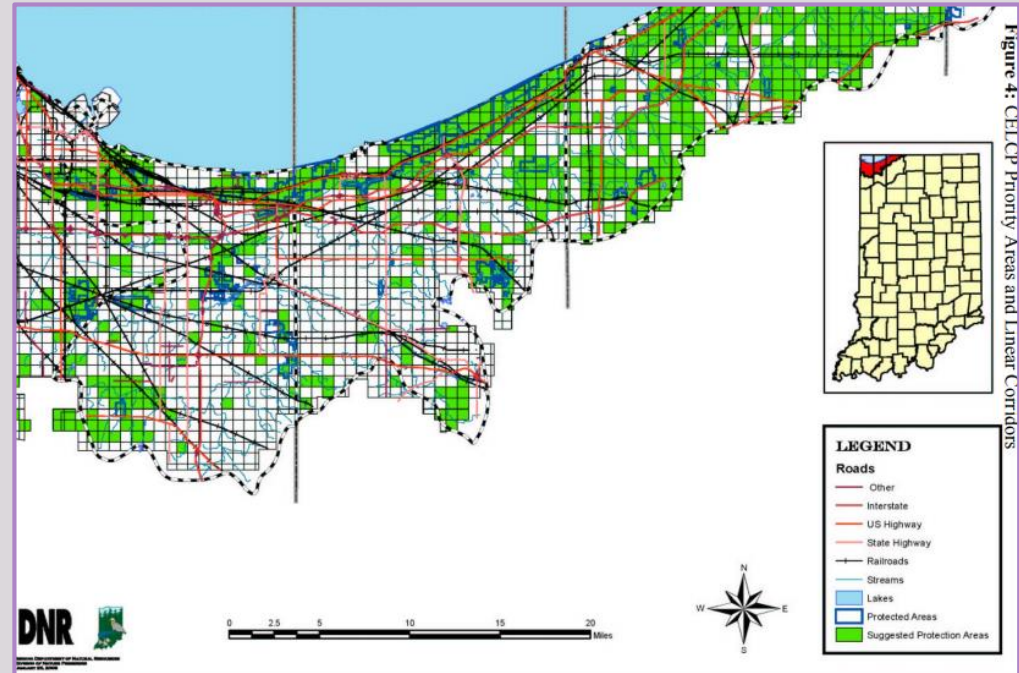 Figure 4: CELCP Priority Areas and Linear Corridors
LEGEND
Roads
Other
Interstate
US Highway
State Highway
Railroads
Streams
Lakes
Protected Areas
Suggested Protection Areas
N
W E
S
0 2.5 5 10 15 20
Miles
DNR